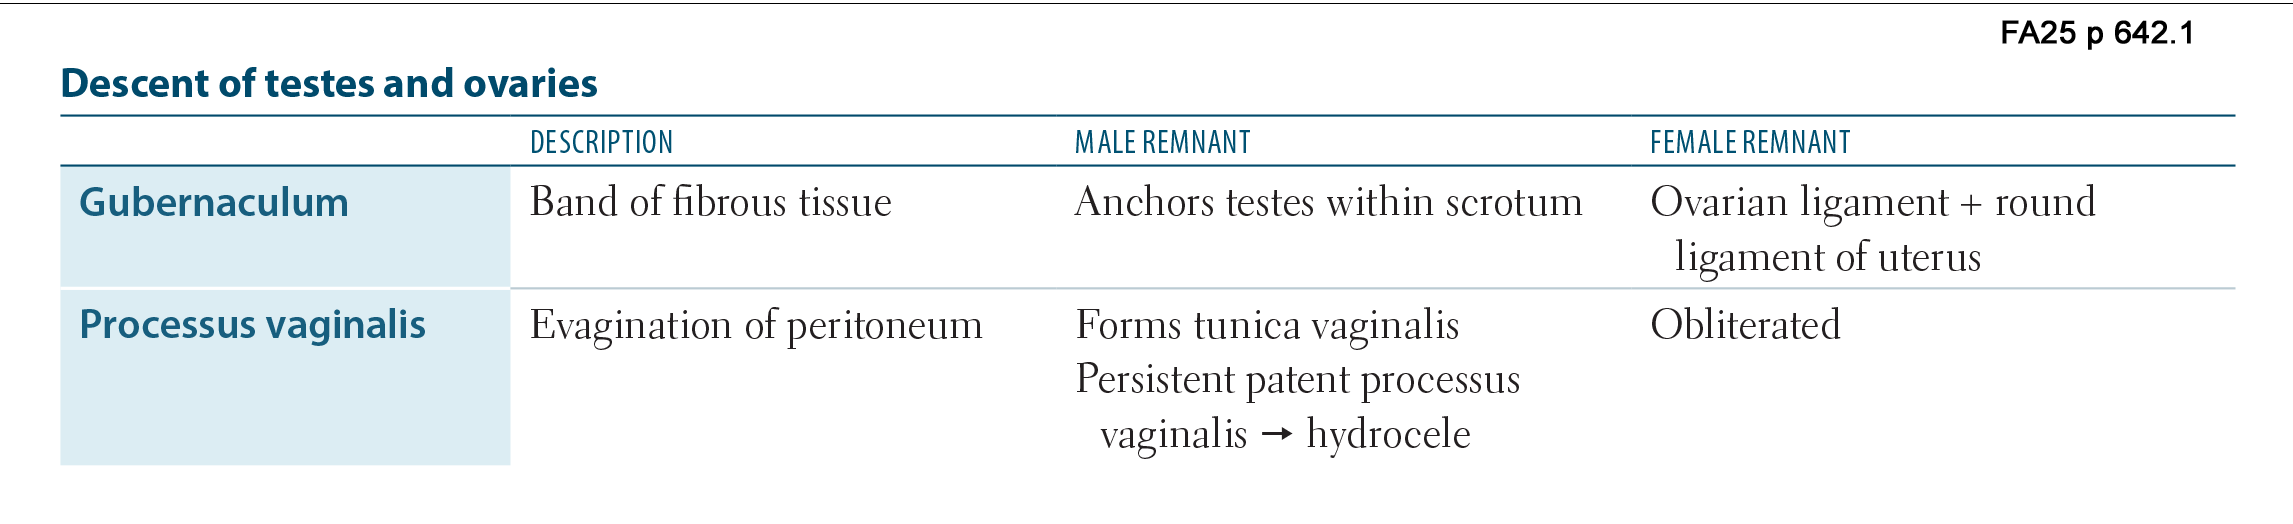 FA25 p 642.1
Descent of testes and ovaries
DESCRIPTION MALE REMNANT FEMALE REMNANT
Gubernaculum Band of fibrous tissue Anchors testes within scrotum Ovarian ligament + round
ligament of uterus
Processus vaginalis Evagination of peritoneum Forms tunica vaginalis Obliterated
Persistent patent processus
vaginalis → hydrocele